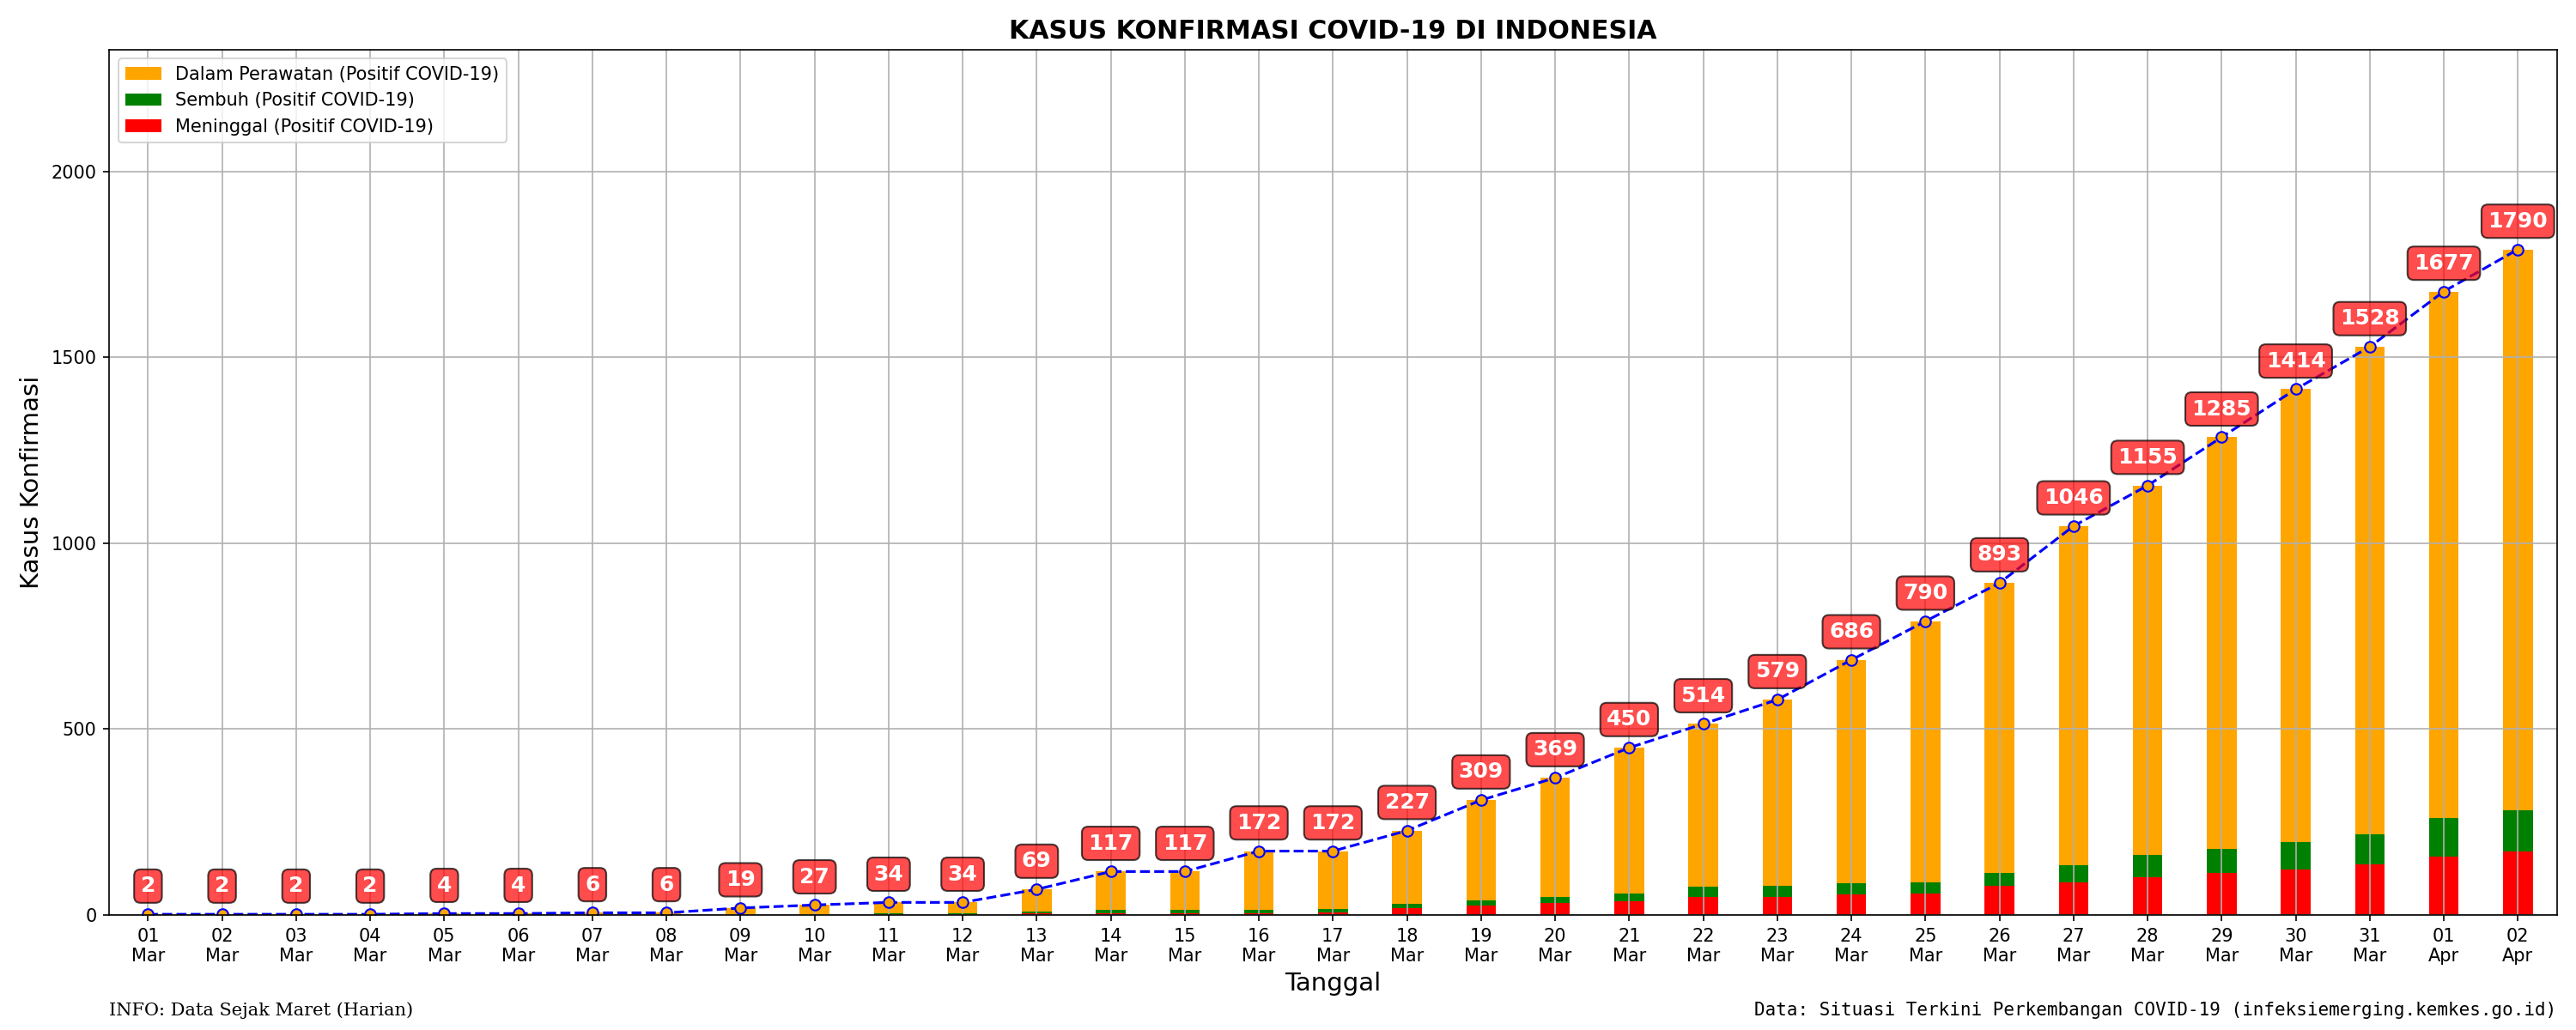 KASUS KONFIRMASI COVID-19 DI INDONESIA
Dalam Perawatan (Positif COVID-19)
Sembuh (Positif COVID-19)
Meninggal (Positif COVID-19)
Kasus Konfirmasi
2000
1500
1000
500
0
2 2 2 2 4 4 6 6 19 27 34 34 69 117 117 172 172 227 309 369 450 514 579 686 790 893 1046 1155 1285 1414 1528 1677 1790
01 02 03 04 05 06 07 08 09 10 11 12 13 14 15 16 17 18 19 20 21 22 23 24 25 26 27 28 29 30 31 01 02
Mar Mar Mar Mar Mar Mar Mar Mar Mar Mar Mar Mar Mar Mar Mar Mar Mar Mar Mar Mar Mar Mar Mar Mar Mar Mar Mar Mar Mar Mar Mar Apr Apr
Tanggal
INFO: Data Sejak Maret (Harian)
Data: Situasi Terkini Perkembangan COVID-19 (infeksiemerging.kemkes.go.id)